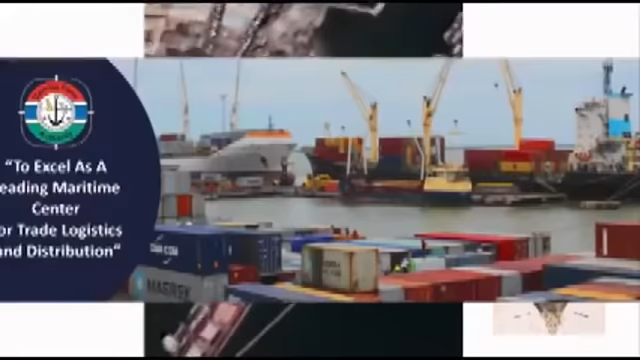 “To Excel As A
eading Maritime
Center
or Trade Logistics
and Distribution“
MAERSK